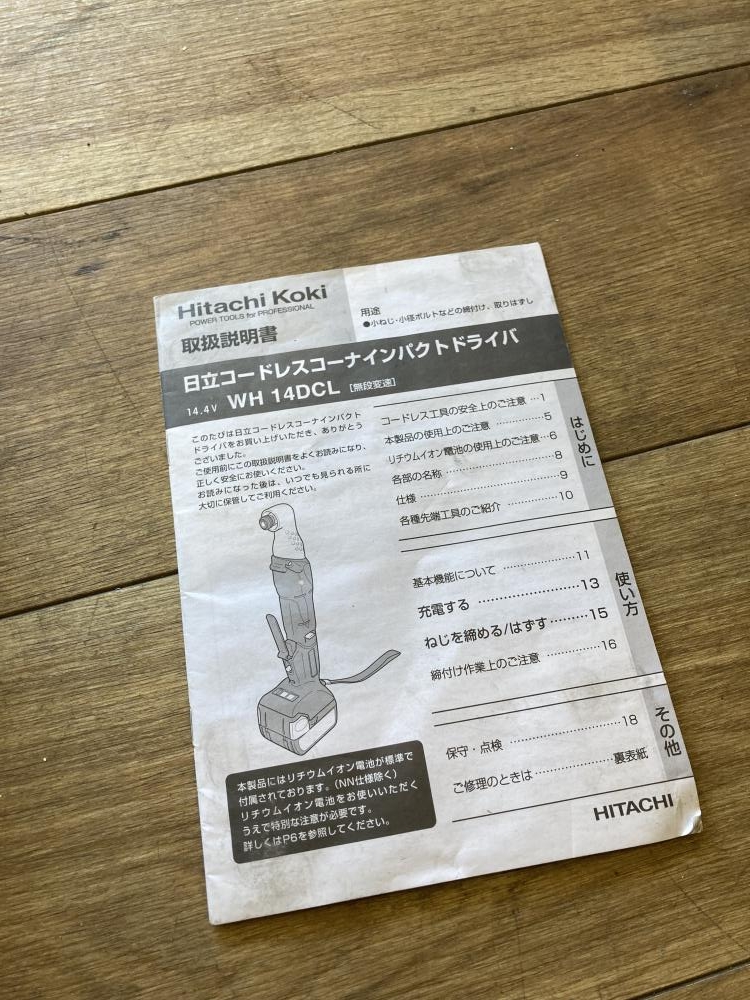 Hitachi Koki
POWER TOOLS for PROFESSIONAL
取扱説明書
用途
●小ねじ・小径ボルトなどの締付け、取りはずし
日立コードレスコーナインパクトドライバ
14.4V WH 14DCL [無段変速]
このたびは日立コードレスコーナインパクト
ドライバをお買い上げいただき、ありがとう
ございました。
ご使用前にこの取扱説明書をよくお読みになり、
正しく安全にお使いください。
お読みになった後は、いつでも見られる所に
大切に保管してご利用ください。
はじめに
コードレス工具の安全上のご注意 …1
本製品の使用上のご注意 ……………5
リチウムイオン電池の使用上のご注意…6
各部の名称 ……………………………8
仕様 ……………………………………9
各種先端工具のご紹介 ………………10
使い方
基本機能について ……………………11
充電する ………………………13
ねじを締める/はずす………15
締付け作業上のご注意 ……………16
その他
保守・点検 ……………………………18
ご修理のときは……………………裏表紙
本製品にはリチウムイオン電池が標準で
付属されております。(NN仕様除く)
リチウムイオン電池をお使いいただく
うえで特別な注意が必要です。
詳しくはP6を参照してください。
HITACHI